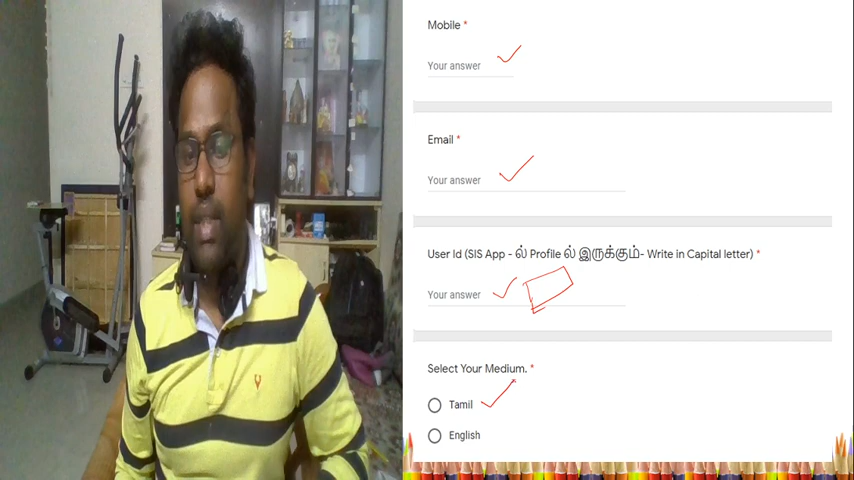 Mobile *
Your answer
Email *
Your answer
User Id (SIS App - ல் Profile ல் இருக்கும்- Write in Capital letter) *
Your answer
Select Your Medium. *
Tamil
English